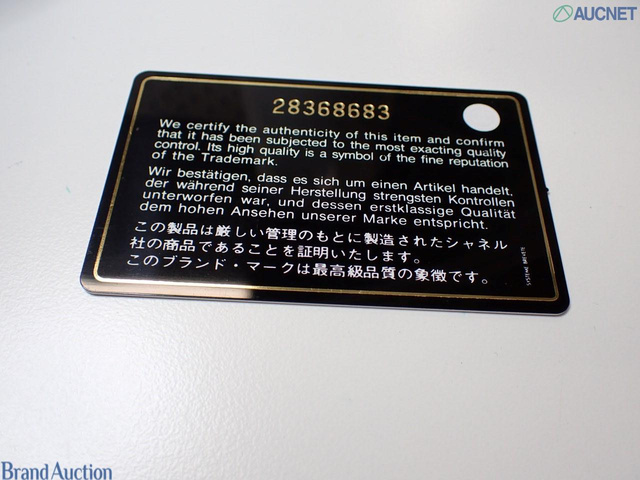 AUCNET
28368683
We certify the authenticity of this item and confirm
that it has been subjected to the most exacting quality
control. Its high quality is a symbol of the fine reputation
of the Trademark.
Wir bestätigen, dass es sich um einen Artikel handelt,
der während seiner Herstellung strengsten Kontrollen
unterworfen war, und dessen erstklassige Qualität
dem hohen Ansehen unserer Marke entspricht.
この製品は厳しい管理のもとに製造されたシャネル
社の商品であることを証明いたします。
このブランド・マークは最高級品質の象徴です。
SYSTEME BREVETE
Brand Auction